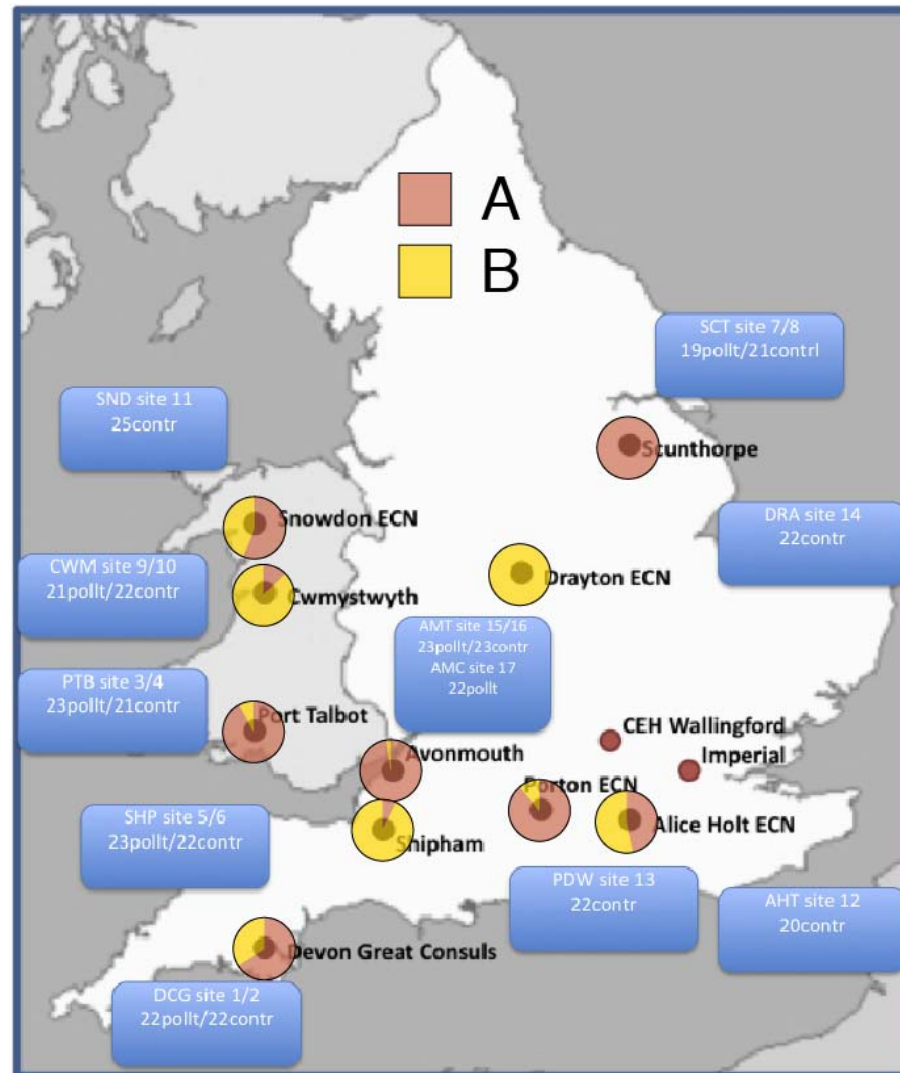 A
B
SCT site 7/8
19pollt/21contrl
SND site 11
25contr
Scunthorpe
DRA site 14
22contr
Snowdon ECN
CWM site 9/10
21pollt/22contr
Drayton ECN
Cwmystwyth
AMT site 15/16
23pollt/23contr
AMC site 17
22pollt
PTB site 3/4
23pollt/21contr
Port Talbot
CEH Wallingford
Avonmouth
Imperial
Porton ECN
SHP site 5/6
23pollt/22contr
Shipham
Alice Holt ECN
PDW site 13
22contr
AHT site 12
20contr
Devon Great Consuls
DCG site 1/2
22pollt/22contr